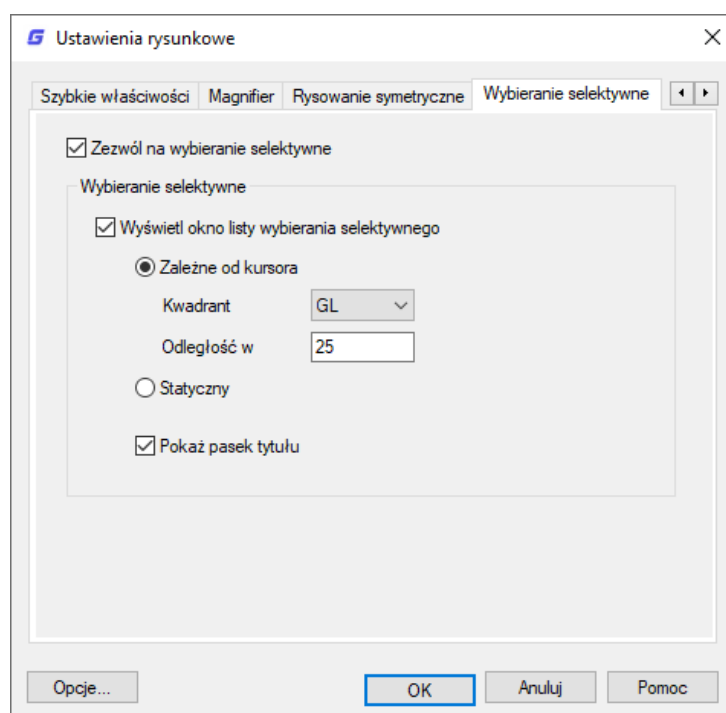 Ustawienia rysunkowe
Szybkie właściwości Magnifier Rysowanie symetryczne Wybieranie selektywne
Zezwól na wybieranie selektywne
Wybieranie selektywne
Wyświetl okno listy wybierania selektywnego
Zależne od kursora
Kwadrant GL
Odległość w 25
Statyczny
Pokaż pasek tytułu
Opcje... OK Anuluj Pomoc